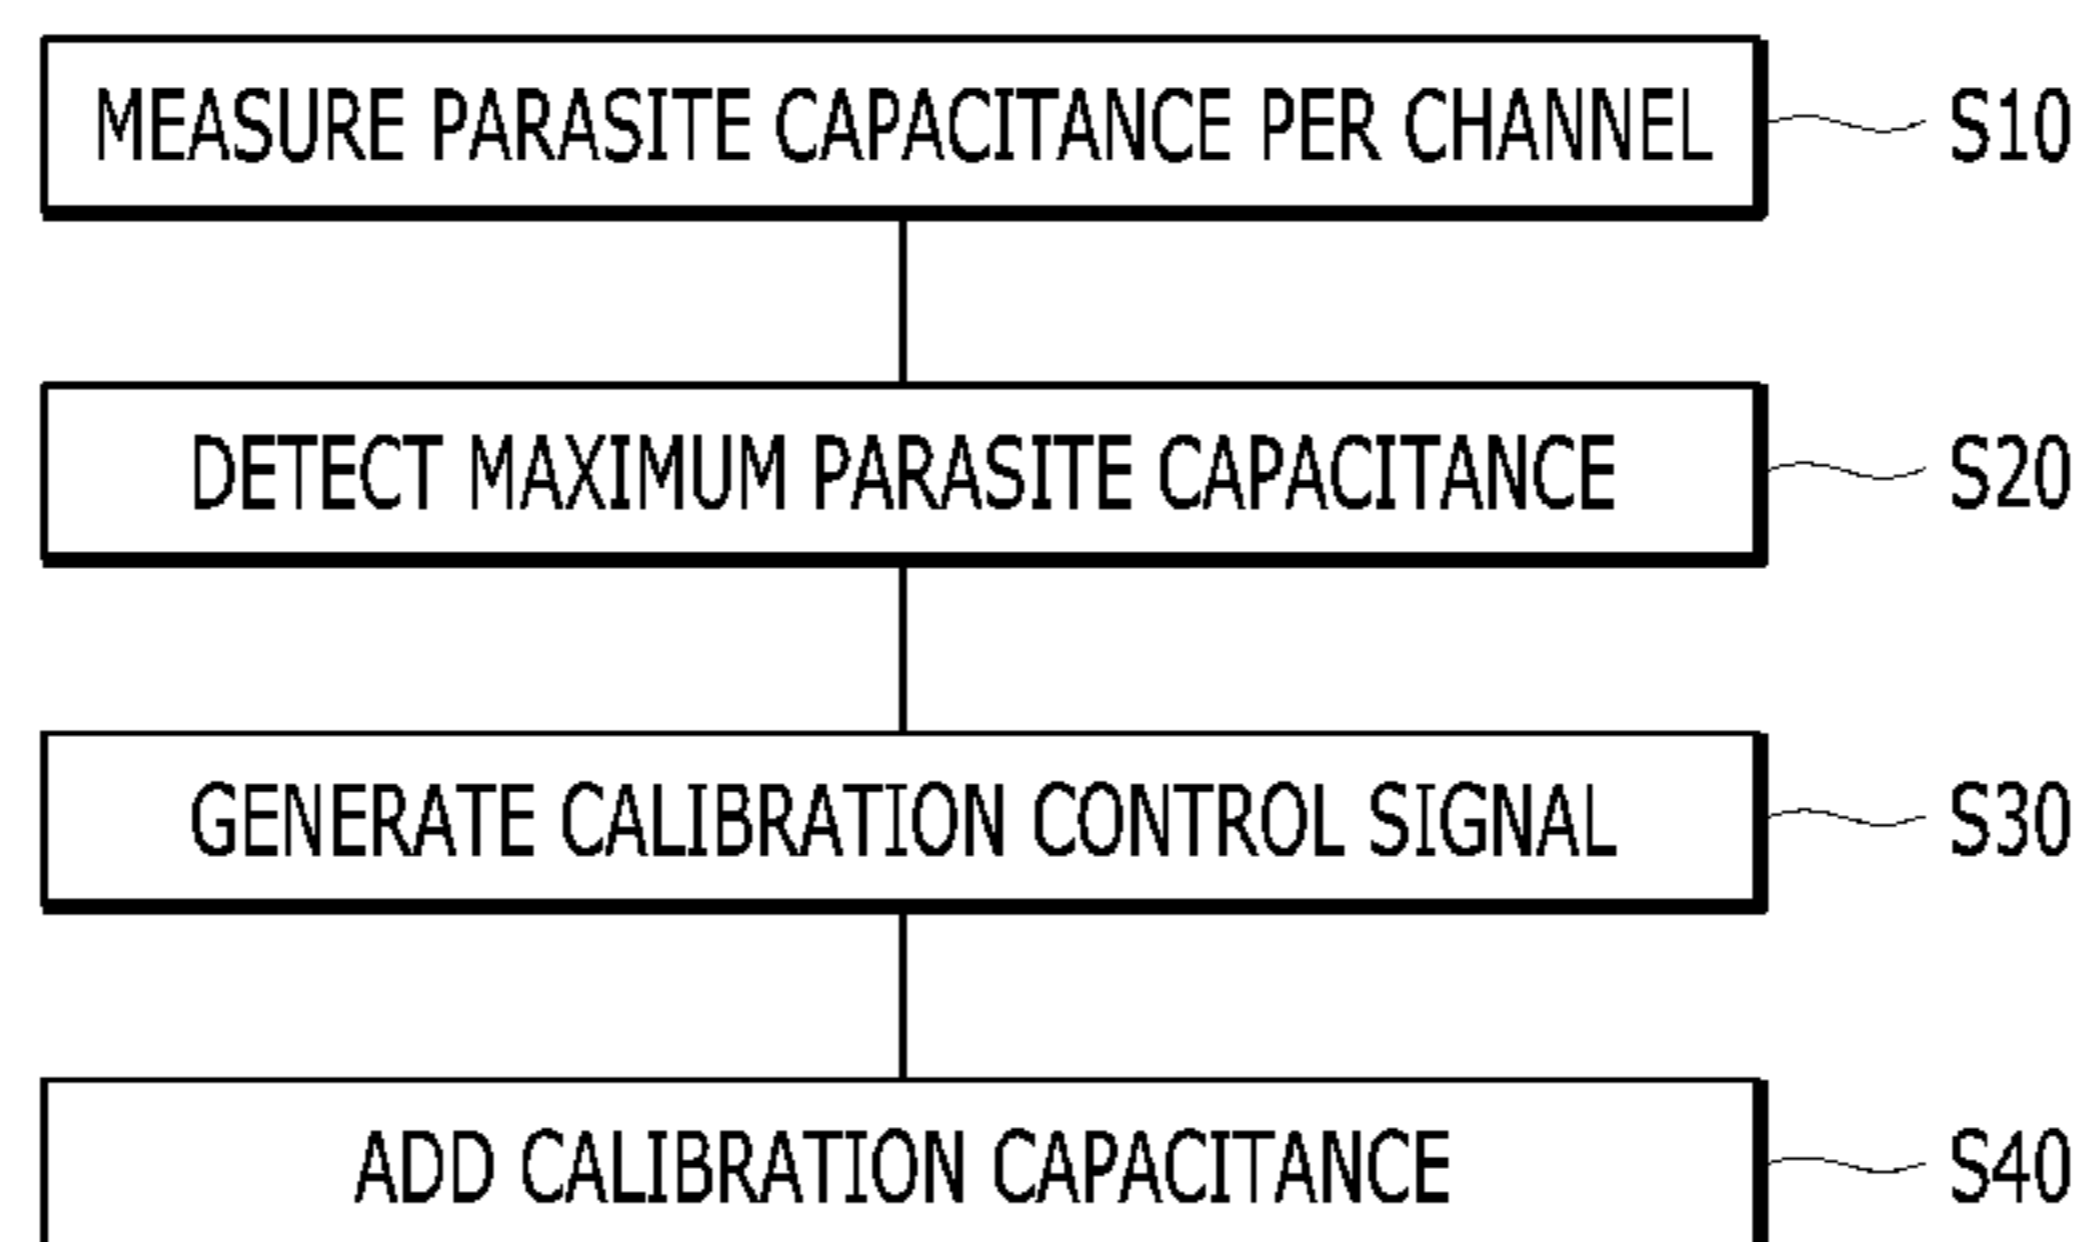 MEASURE PARASITE CAPACITANCE PER CHANNEL S10
DETECT MAXIMUM PARASITE CAPACITANCE S20
GENERATE CALIBRATION CONTROL SIGNAL S30
ADD CALIBRATION CAPACITANCE S40